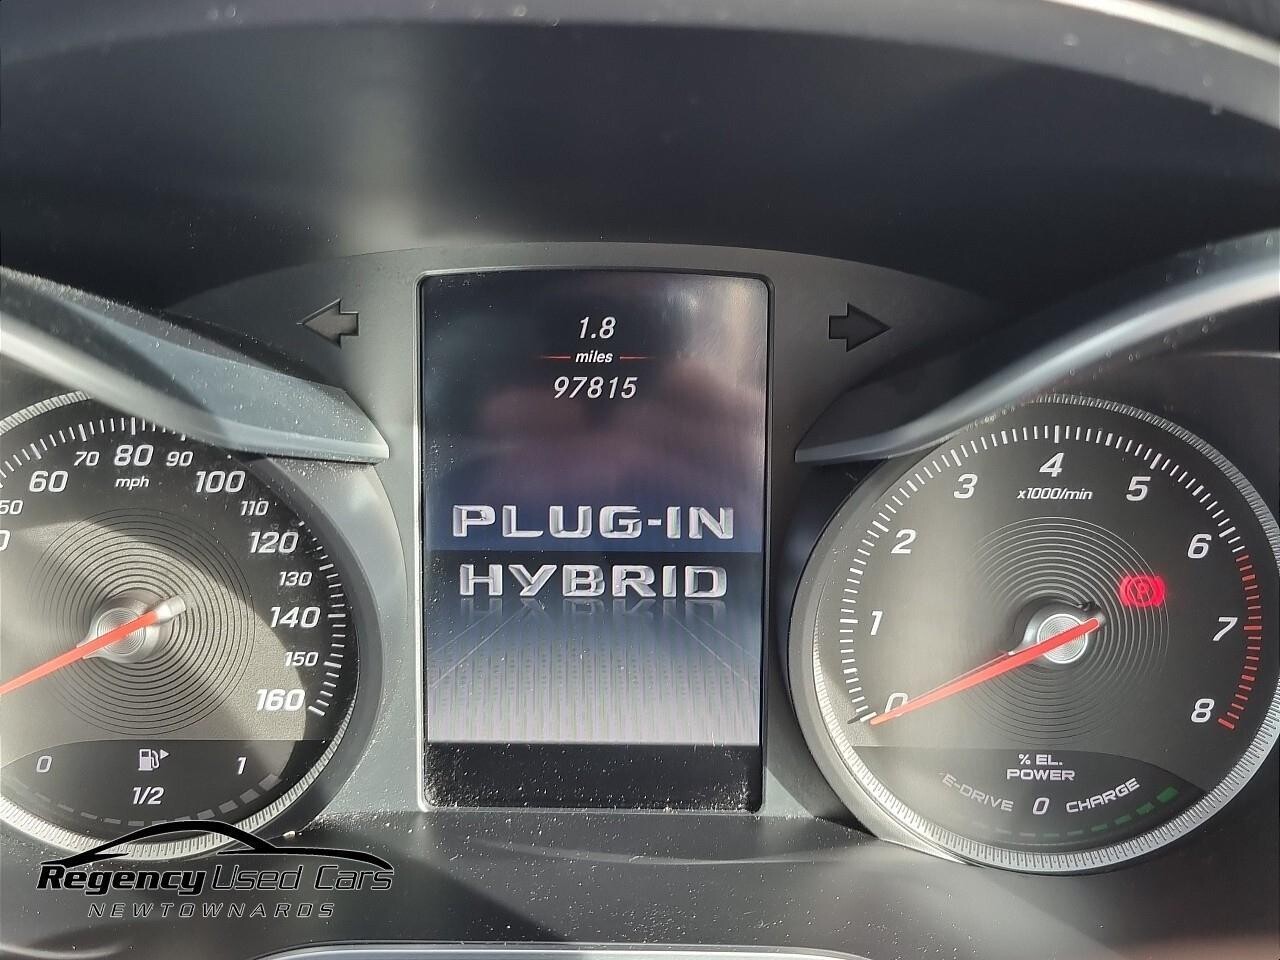 1.8
miles
97815
PLUG-IN
HYBRID
50
60
70
80
90
100
110
120
130
140
150
160
mph
0
1/2
1
0
1
2
3
4
5
6
7
8
x1000/min
P
% EL.
POWER
E-DRIVE 0 CHARGE
Regency Used Cars
NEWTOWNARDS